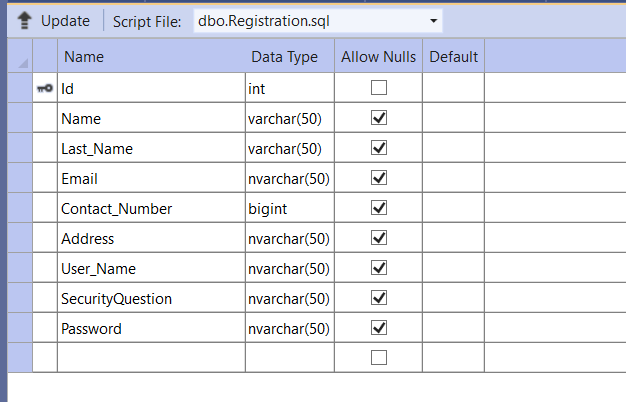 Update Script File: dbo.Registration.sql
Name Data Type Allow Nulls Default
Id int
Name varchar(50)
Last_Name varchar(50)
Email nvarchar(50)
Contact_Number bigint
Address nvarchar(50)
User_Name nvarchar(50)
SecurityQuestion nvarchar(50)
Password nvarchar(50)